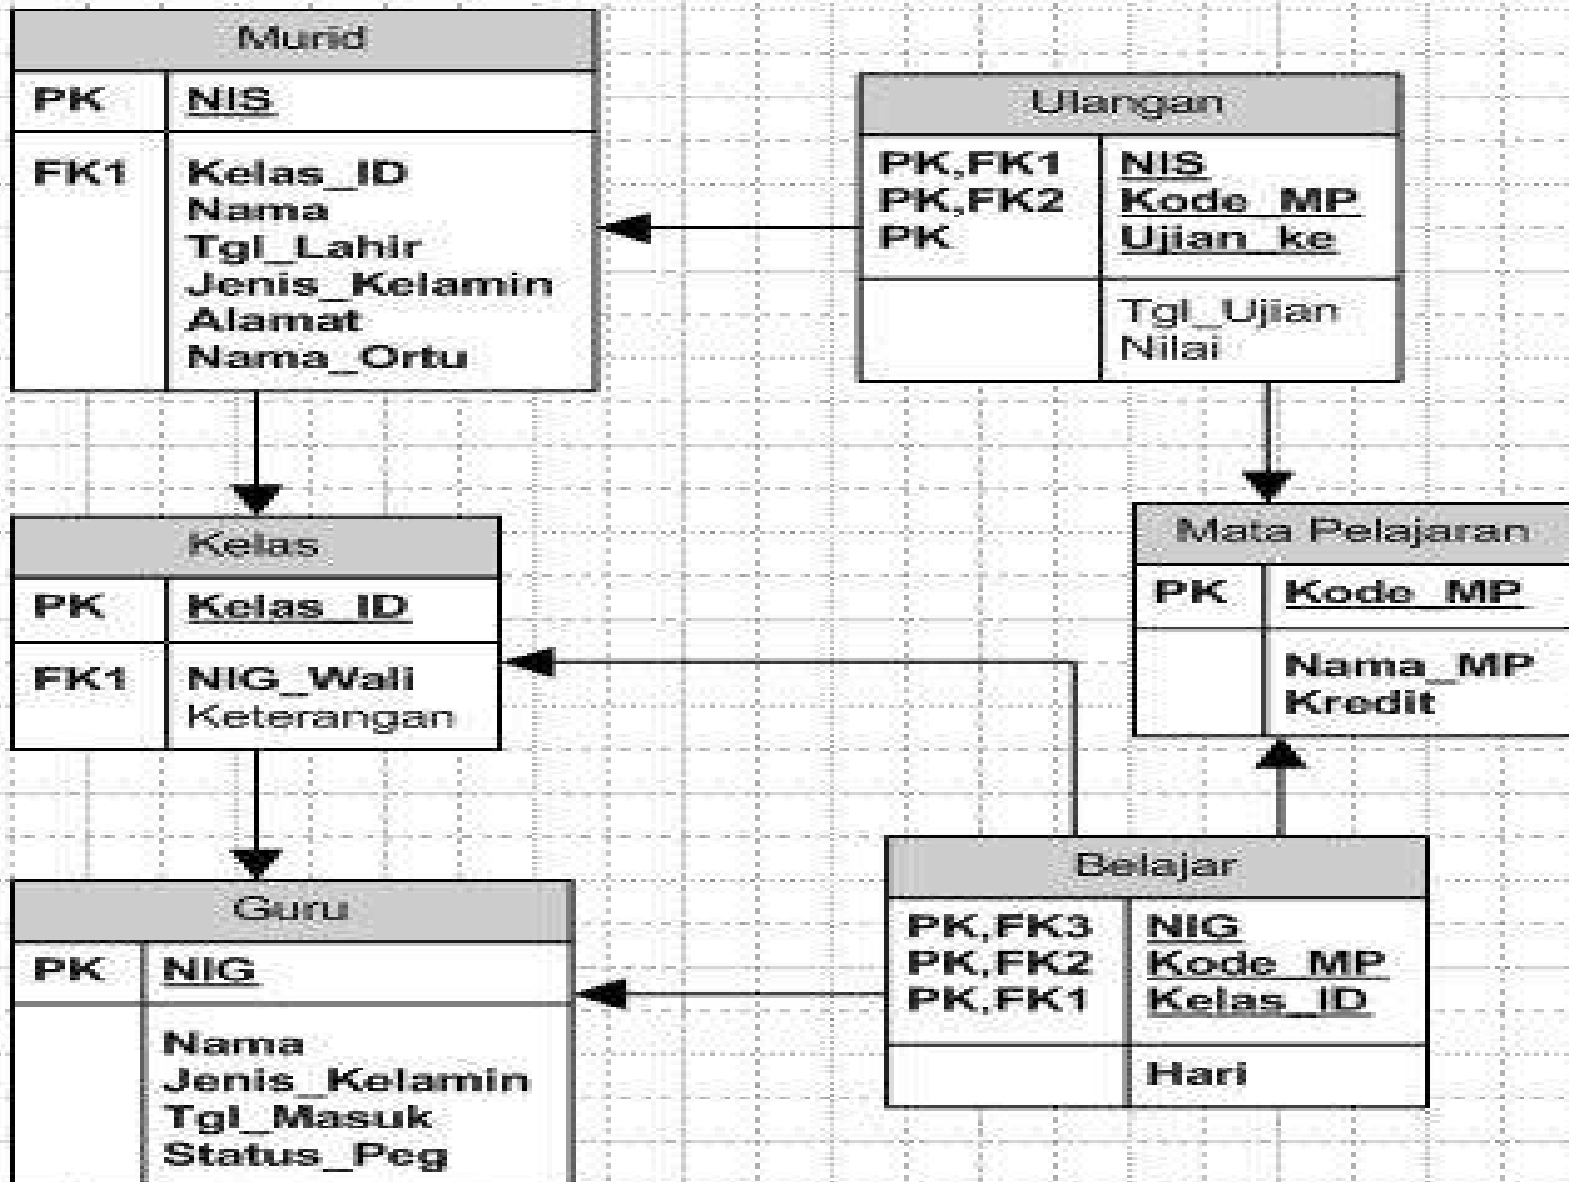 Murid
PK NIS
FK1 Kelas_ID
Nama
Tgl_Lahir
Jenis_Kelamin
Alamat
Nama_Ortu
Ulangan
PK,FK1 NIS
PK,FK2 Kode_MP
PK Ujian_ke
Tgl_Ujian
Nilai
Kelas
PK Kelas_ID
FK1 NIG_Wali
Keterangan
Mata Pelajaran
PK Kode_MP
Nama_MP
Kredit
Guru
PK NIG
Nama
Jenis_Kelamin
Tgl_Masuk
Status_Peg
Belajar
PK,FK3 NIG
PK,FK2 Kode_MP
PK,FK1 Kelas_ID
Hari